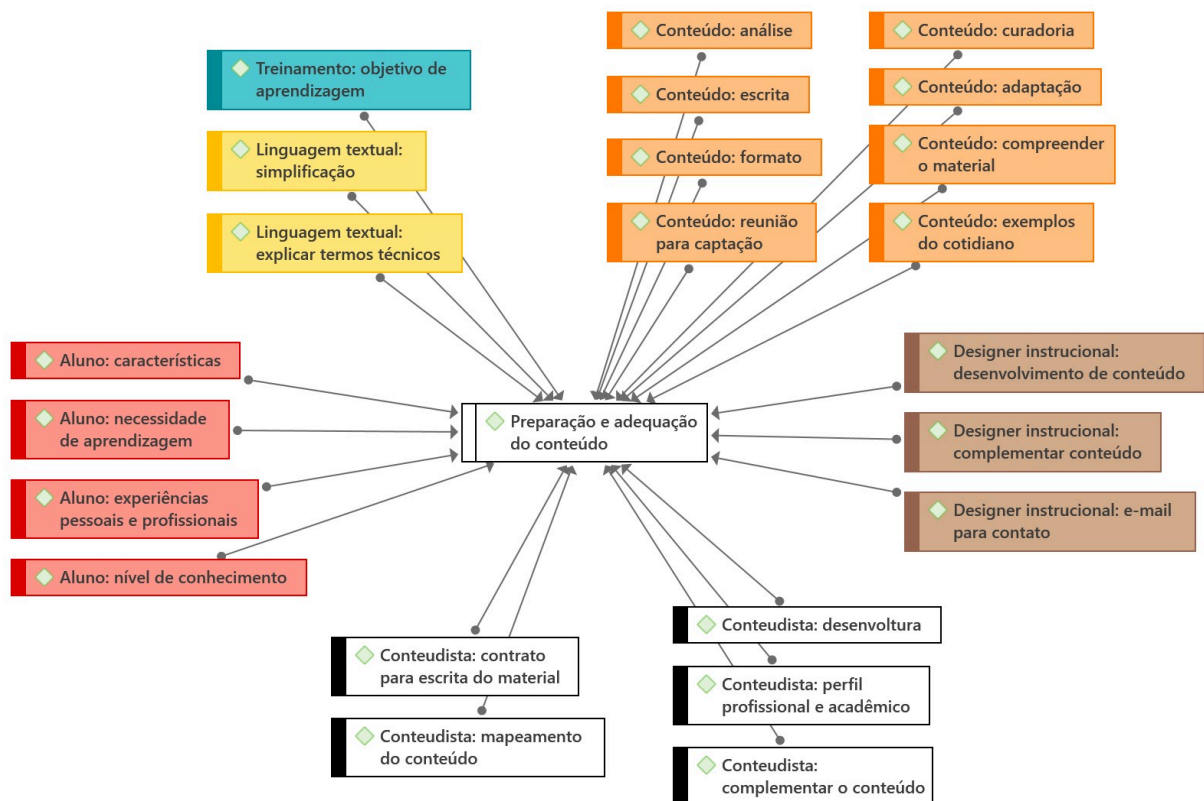 Treinamento: objetivo de
aprendizagem
Linguagem textual:
simplificação
Linguagem textual:
explicar termos técnicos
Conteúdo: análise
Conteúdo: escrita
Conteúdo: formato
Conteúdo: reunião
para captação
Conteúdo: curadoria
Conteúdo: adaptação
Conteúdo: compreender
o material
Conteúdo: exemplos
do cotidiano
Aluno: características
Aluno: necessidade
de aprendizagem
Aluno: experiências
pessoais e profissionais
Aluno: nível de conhecimento
Preparação e adequação
do conteúdo
Designer instrucional:
desenvolvimento de conteúdo
Designer instrucional:
complementar conteúdo
Designer instrucional: e-mail
para contato
Conteudista: contrato
para escrita do material
Conteudista: mapeamento
do conteúdo
Conteudista: desenvoltura
Conteudista: perfil
profissional e acadêmico
Conteudista:
complementar o conteúdo